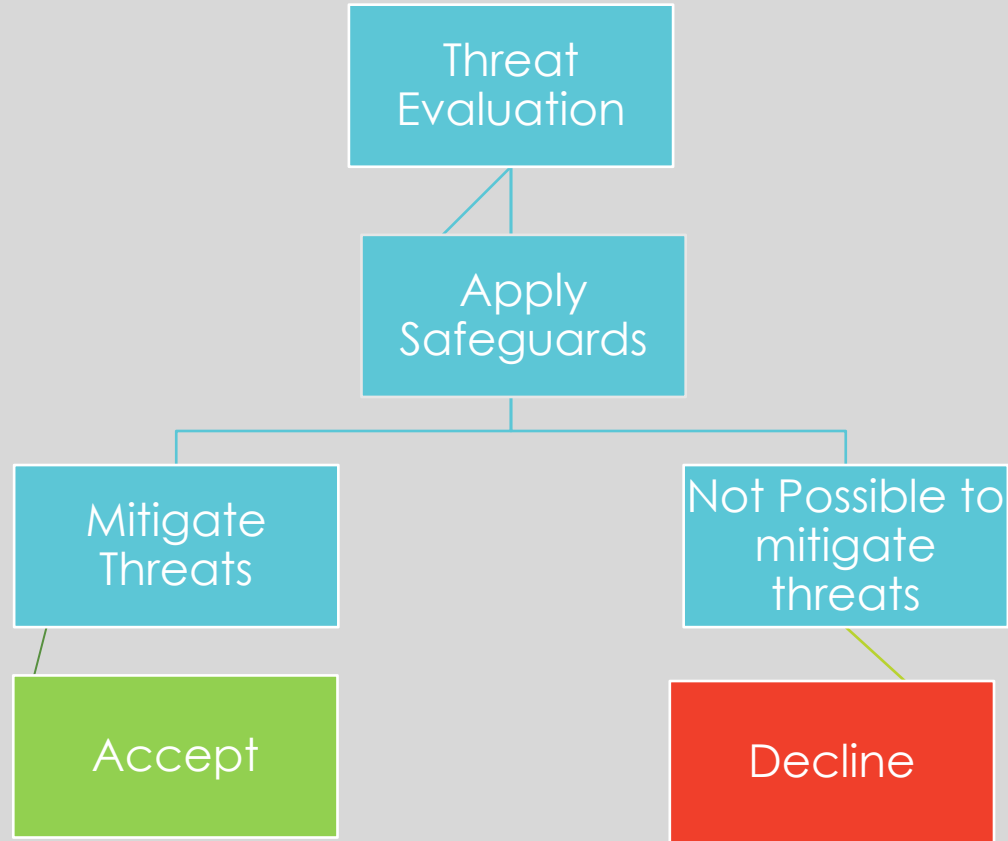 Threat
Evaluation
Apply
Safeguards
Mitigate
Threats
Not Possible to
mitigate
threats
Accept
Decline